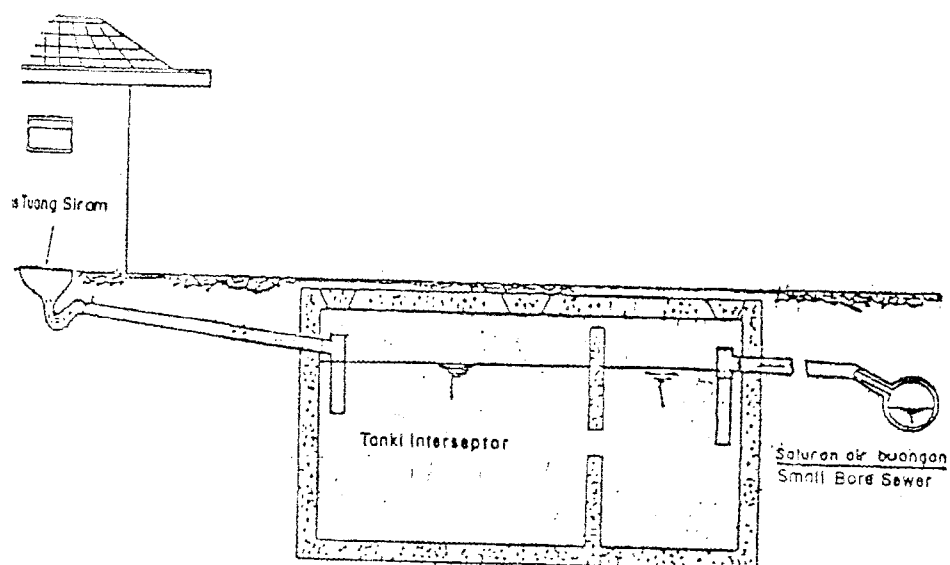 Tuang Siram
Tanki Interseptor
Saluran air buangan
Small Bore Sewer